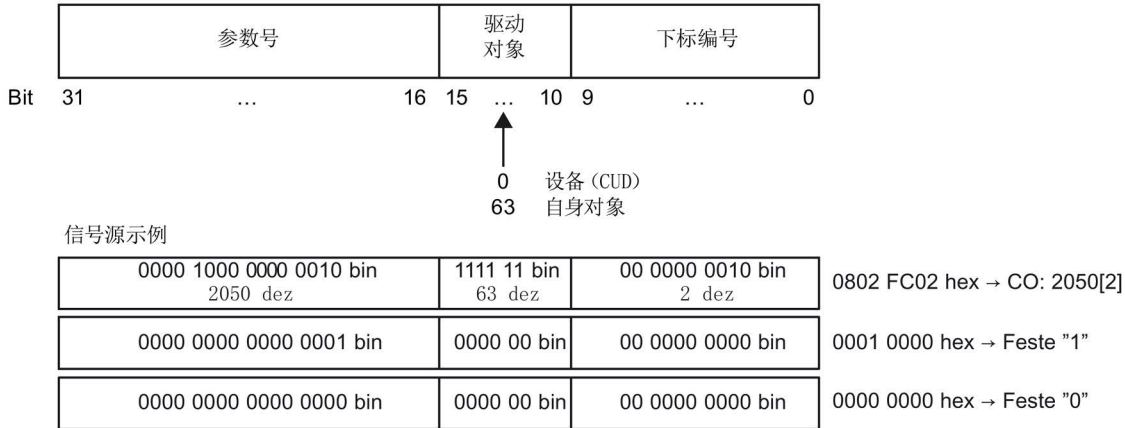 参数号 驱动对象 下标编号
Bit 31 … 16 15 … 10 9 … 0
0 设备(CUD)
63 自身对象
信号源示例
0000 1000 0000 0010 bin 1111 11 bin 00 0000 0010 bin
2050 dez 63 dez 2 dez
0802 FC02 hex → CO: 2050[2]
0000 0000 0000 0001 bin 0000 00 bin 00 0000 0000 bin 0001 0000 hex → Feste ”1”
0000 0000 0000 0000 bin 0000 00 bin 00 0000 0000 bin 0000 0000 hex → Feste ”0”